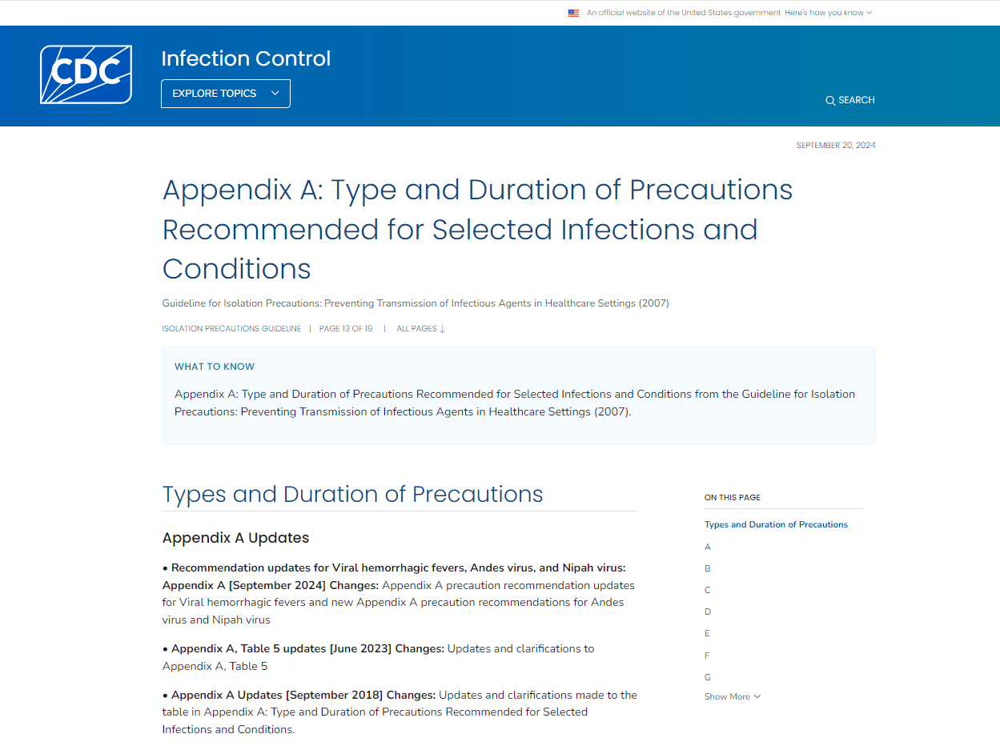 An official website of the United States government Here's how you know
CDC
Infection Control
EXPLORE TOPICS
SEARCH
SEPTEMBER 20, 2024
Appendix A: Type and Duration of Precautions
Recommended for Selected Infections and
Conditions
Guideline for Isolation Precautions: Preventing Transmission of Infectious Agents in Healthcare Settings (2007)
ISOLATION PRECAUTIONS GUIDELINE | PAGE 13 OF 19 | ALL PAGES ↓
WHAT TO KNOW
Appendix A: Type and Duration of Precautions Recommended for Selected Infections and Conditions from the Guideline for Isolation
Precautions: Preventing Transmission of Infectious Agents in Healthcare Settings (2007).
Types and Duration of Precautions
Appendix A Updates
• Recommendation updates for Viral hemorrhagic fevers, Andes virus, and Nipah virus:
Appendix A [September 2024] Changes: Appendix A precaution recommendation updates
for Viral hemorrhagic fevers and new Appendix A precaution recommendations for Andes
virus and Nipah virus
• Appendix A, Table 5 updates [June 2023] Changes: Updates and clarifications to
Appendix A, Table 5
• Appendix A Updates [September 2018] Changes: Updates and clarifications made to the
table in Appendix A: Type and Duration of Precautions Recommended for Selected
Infections and Conditions.
ON THIS PAGE
Types and Duration of Precautions
A
B
C
D
E
F
G
Show More